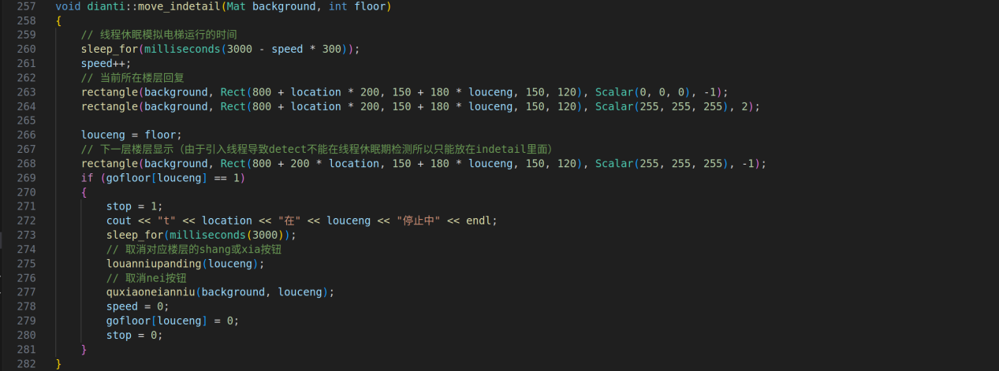 257 void dianti::move_indetail(Mat background, int floor)
258 {
259     // 线程休眠模拟电梯运行的时间
260     sleep_for(milliseconds(3000 - speed * 300));
261     speed++;
262     // 当前所在楼层回复
263     rectangle(background, Rect(800 + location * 200, 150 + 180 * louceng, 150, 120), Scalar(0, 0, 0), -1);
264     rectangle(background, Rect(800 + location * 200, 150 + 180 * louceng, 150, 120), Scalar(255, 255, 255), 2);
265
266     louceng = floor;
267     // 下一层楼层显示（由于引入线程导致detect不能在线程休眠期检测所以只能放在indetail里面）
268     rectangle(background, Rect(800 + 200 * location, 150 + 180 * louceng, 150, 120), Scalar(255, 255, 255), -1);
269     if (gofloor[louceng] == 1)
270     {
271         stop = 1;
272         cout << "t" << location << "在" << louceng << "停止中" << endl;
273         sleep_for(milliseconds(3000));
274         // 取消对应楼层的shang或xia按钮
275         louanniupanding(louceng);
276         // 取消nei按钮
277         quxiaoneianniu(background, louceng);
278         speed = 0;
279         gofloor[louceng] = 0;
280         stop = 0;
281     }
282 }